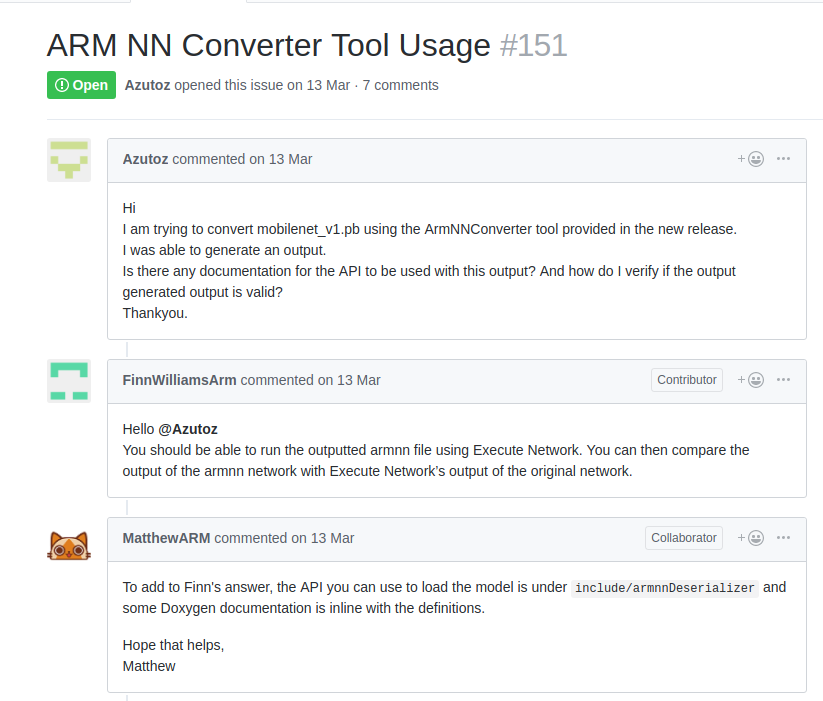 ARM NN Converter Tool Usage #151
Open Azutoz opened this issue on 13 Mar · 7 comments
Azutoz commented on 13 Mar
Hi
I am trying to convert mobilenet_v1.pb using the ArmNNConverter tool provided in the new release.
I was able to generate an output.
Is there any documentation for the API to be used with this output? And how do I verify if the output
generated output is valid?
Thankyou.
FinnWilliamsArm commented on 13 Mar Contributor
Hello @Azutoz
You should be able to run the outputted armnn file using Execute Network. You can then compare the
output of the armnn network with Execute Network's output of the original network.
MatthewARM commented on 13 Mar Collaborator
To add to Finn's answer, the API you can use to load the model is under include/armnnDeserializer and
some Doxygen documentation is inline with the definitions.
Hope that helps,
Matthew